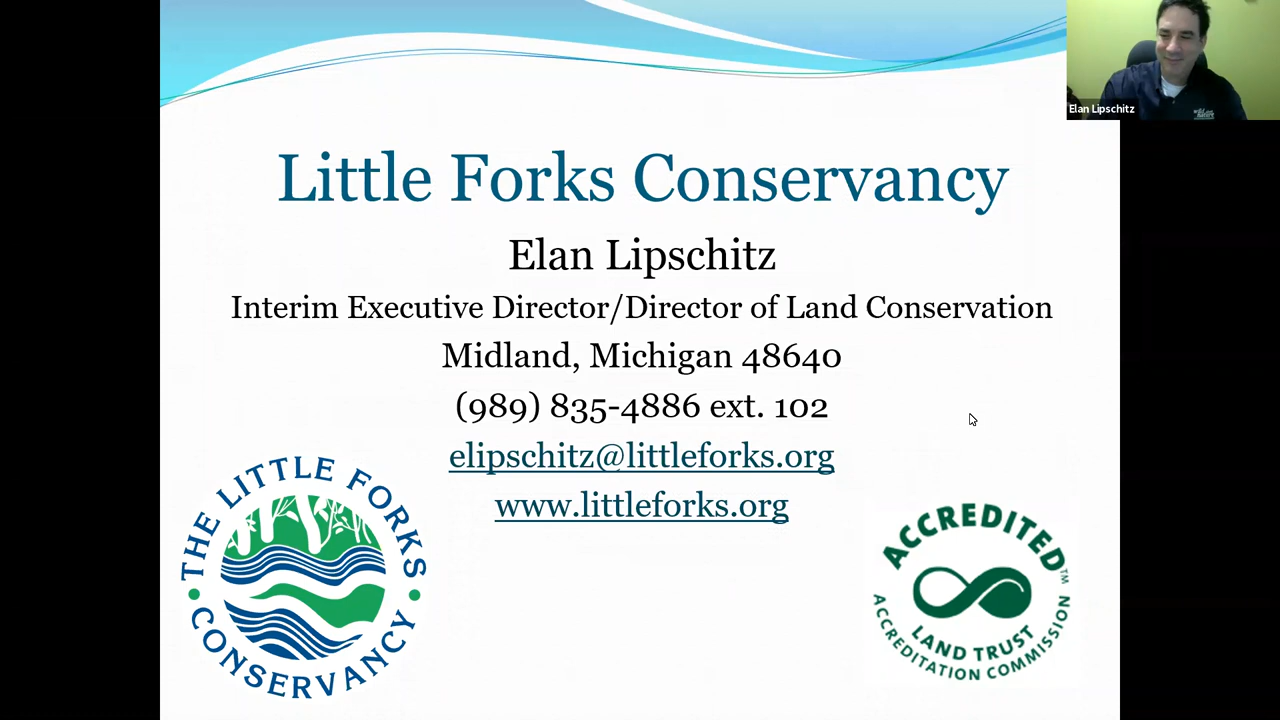 Elan Lipschitz
Little Forks Conservancy
Elan Lipschitz
Interim Executive Director/Director of Land Conservation
Midland, Michigan 48640
(989) 835-4886 ext. 102
elipschitz@littleforks.org
www.littleforks.org
THE LITTLE FORKS
• CONSERVANCY •
ACCREDITED™
LAND TRUST
ACCREDITATION COMMISSION